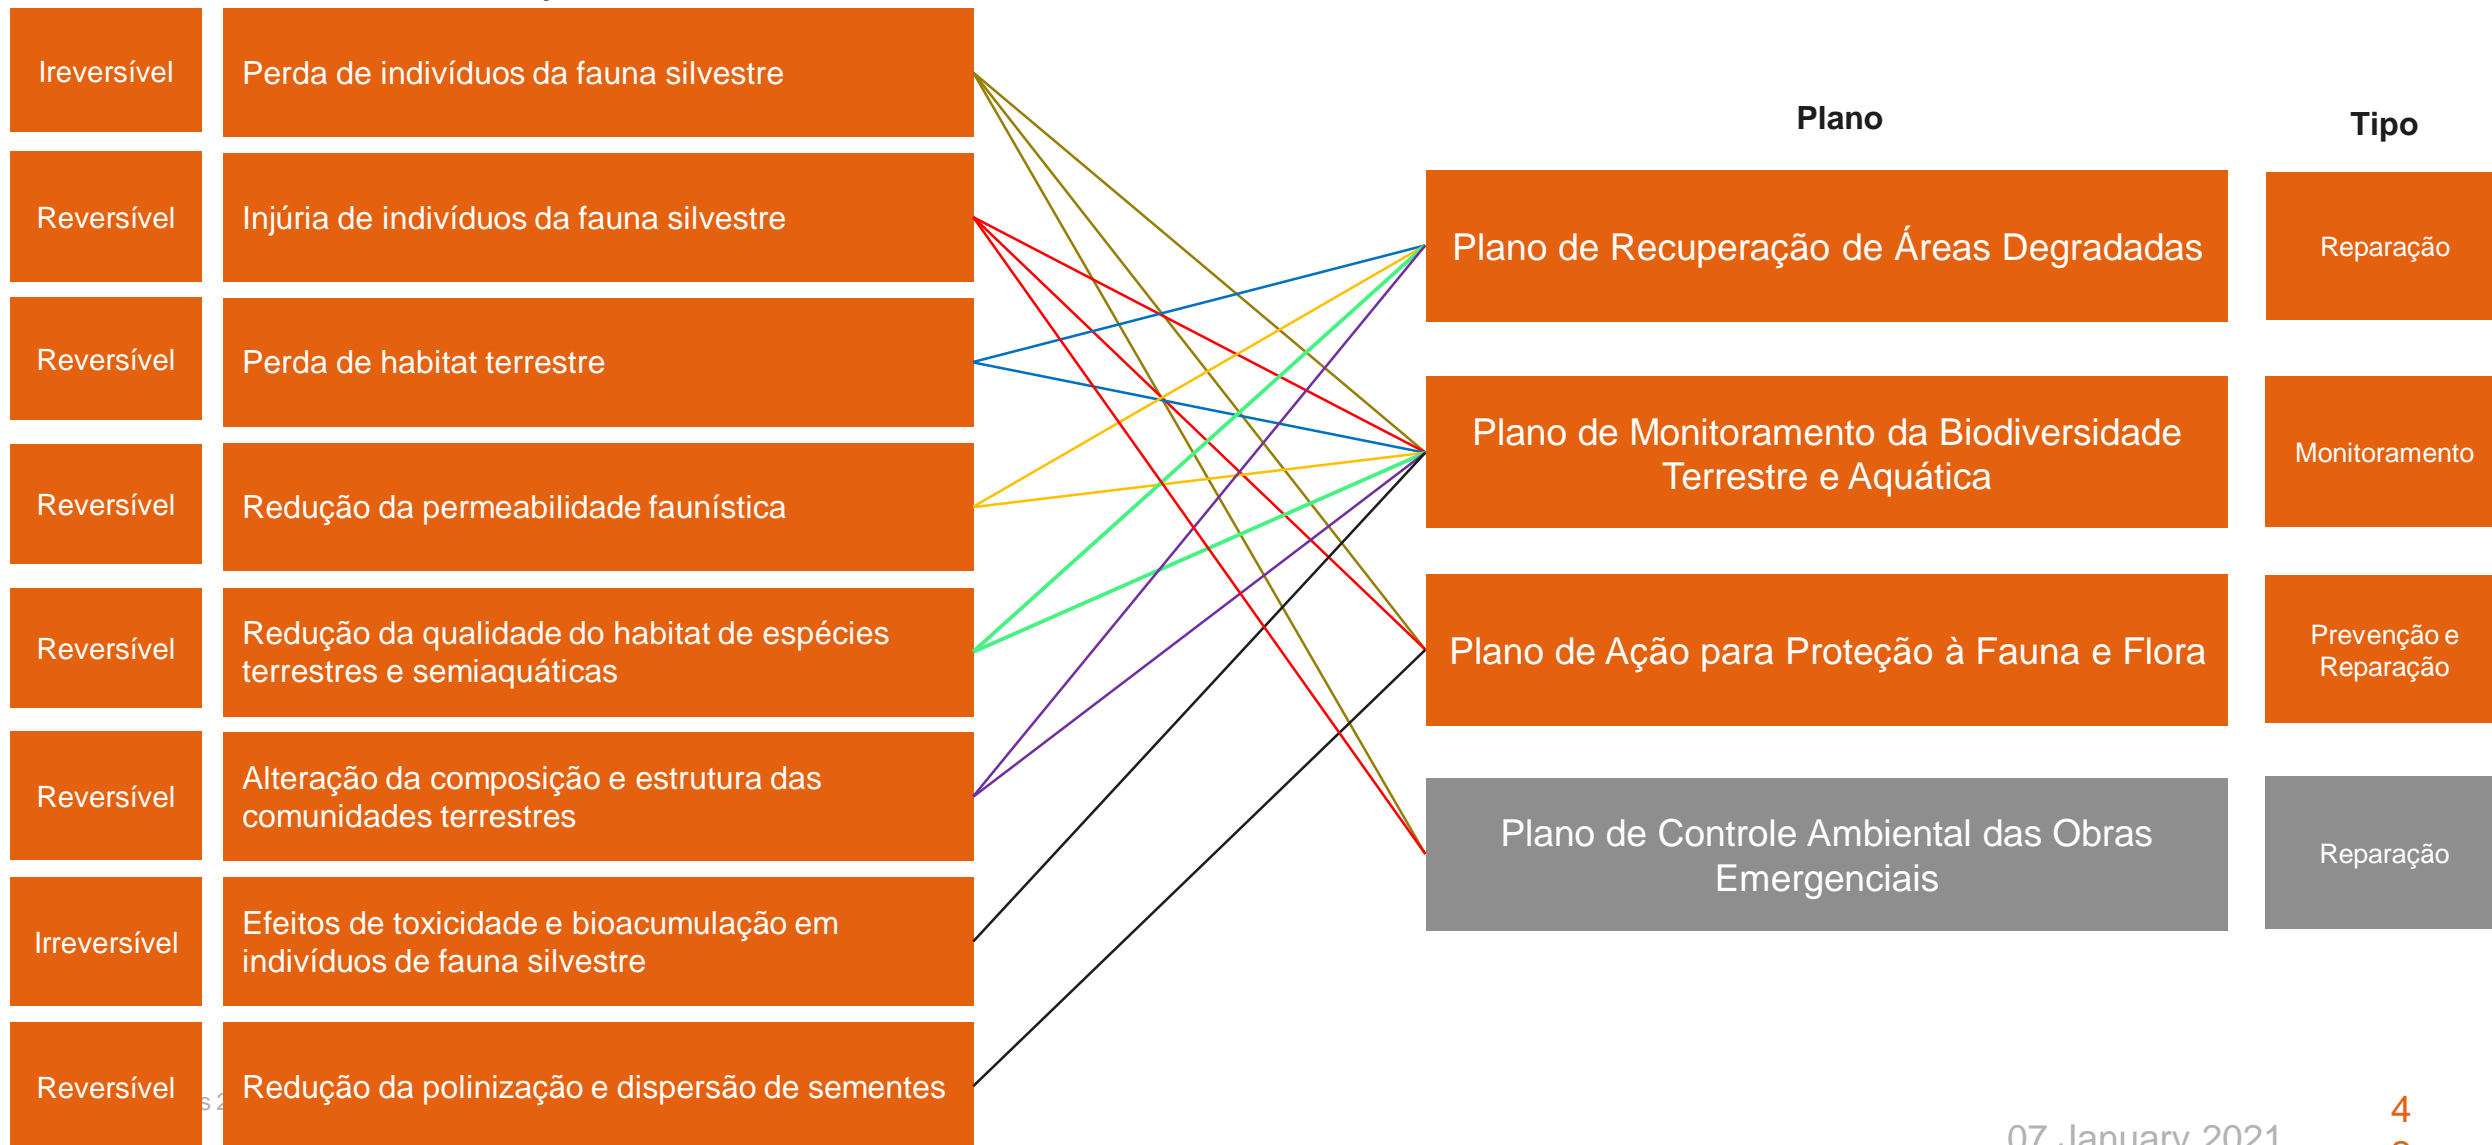 Ireversível
Perda de indivíduos da fauna silvestre
Reversível
Injúria de indivíduos da fauna silvestre
Reversível
Perda de habitat terrestre
Reversível
Redução da permeabilidade faunística
Reversível
Redução da qualidade do habitat de espécies
terrestres e semiaquáticas
Reversível
Alteração da composição e estrutura das
comunidades terrestres
Irreversível
Efeitos de toxicidade e bioacumulação em
indivíduos de fauna silvestre
Reversível
Redução da polinização e dispersão de sementes
Plano
Tipo
Plano de Recuperação de Áreas Degradadas
Reparação
Plano de Monitoramento da Biodiversidade
Terrestre e Aquática
Monitoramento
Plano de Ação para Proteção à Fauna e Flora
Prevenção e
Reparação
Plano de Controle Ambiental das Obras
Emergenciais
Reparação
07 January 2021
4